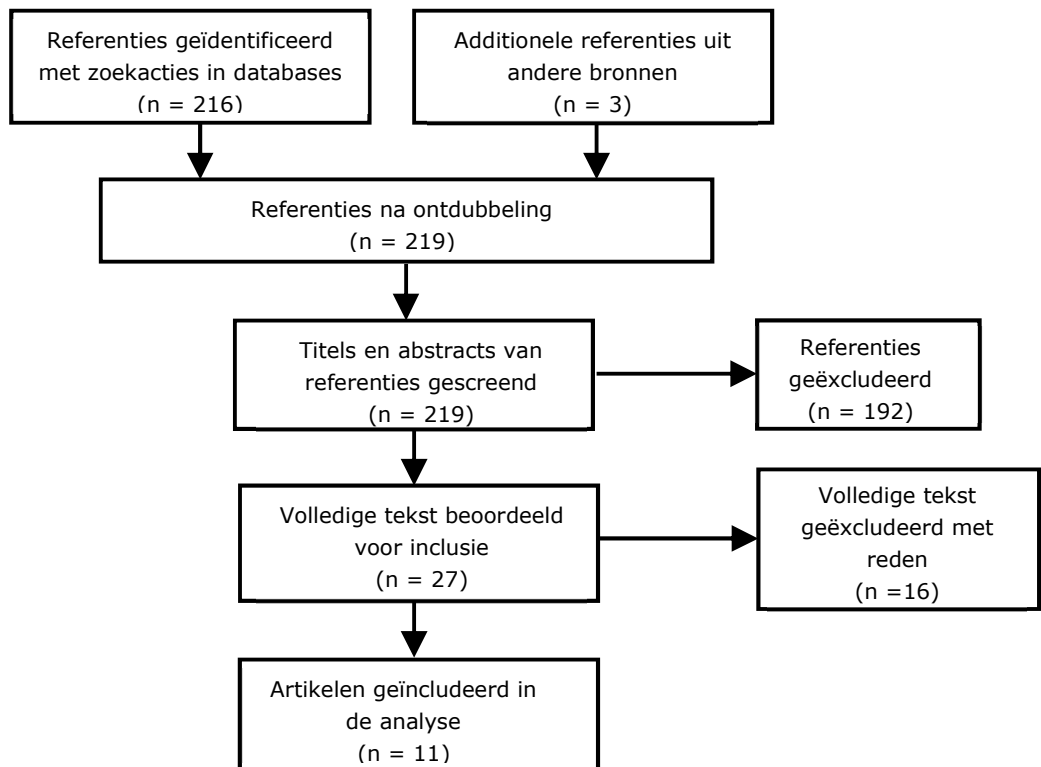 Referenties geïdentificeerd
met zoekacties in databases
(n = 216)
Additionele referenties uit
andere bronnen
(n = 3)
Referenties na ontdubbeling
(n = 219)
Titels en abstracts van
referenties gescreend
(n = 219)
Referenties
geëxcludeerd
(n = 192)
Volledige tekst beoordeeld
voor inclusie
(n = 27)
Volledige tekst
geëxcludeerd met
reden
(n =16)
Artikelen geïncludeerd in
de analyse
(n = 11)